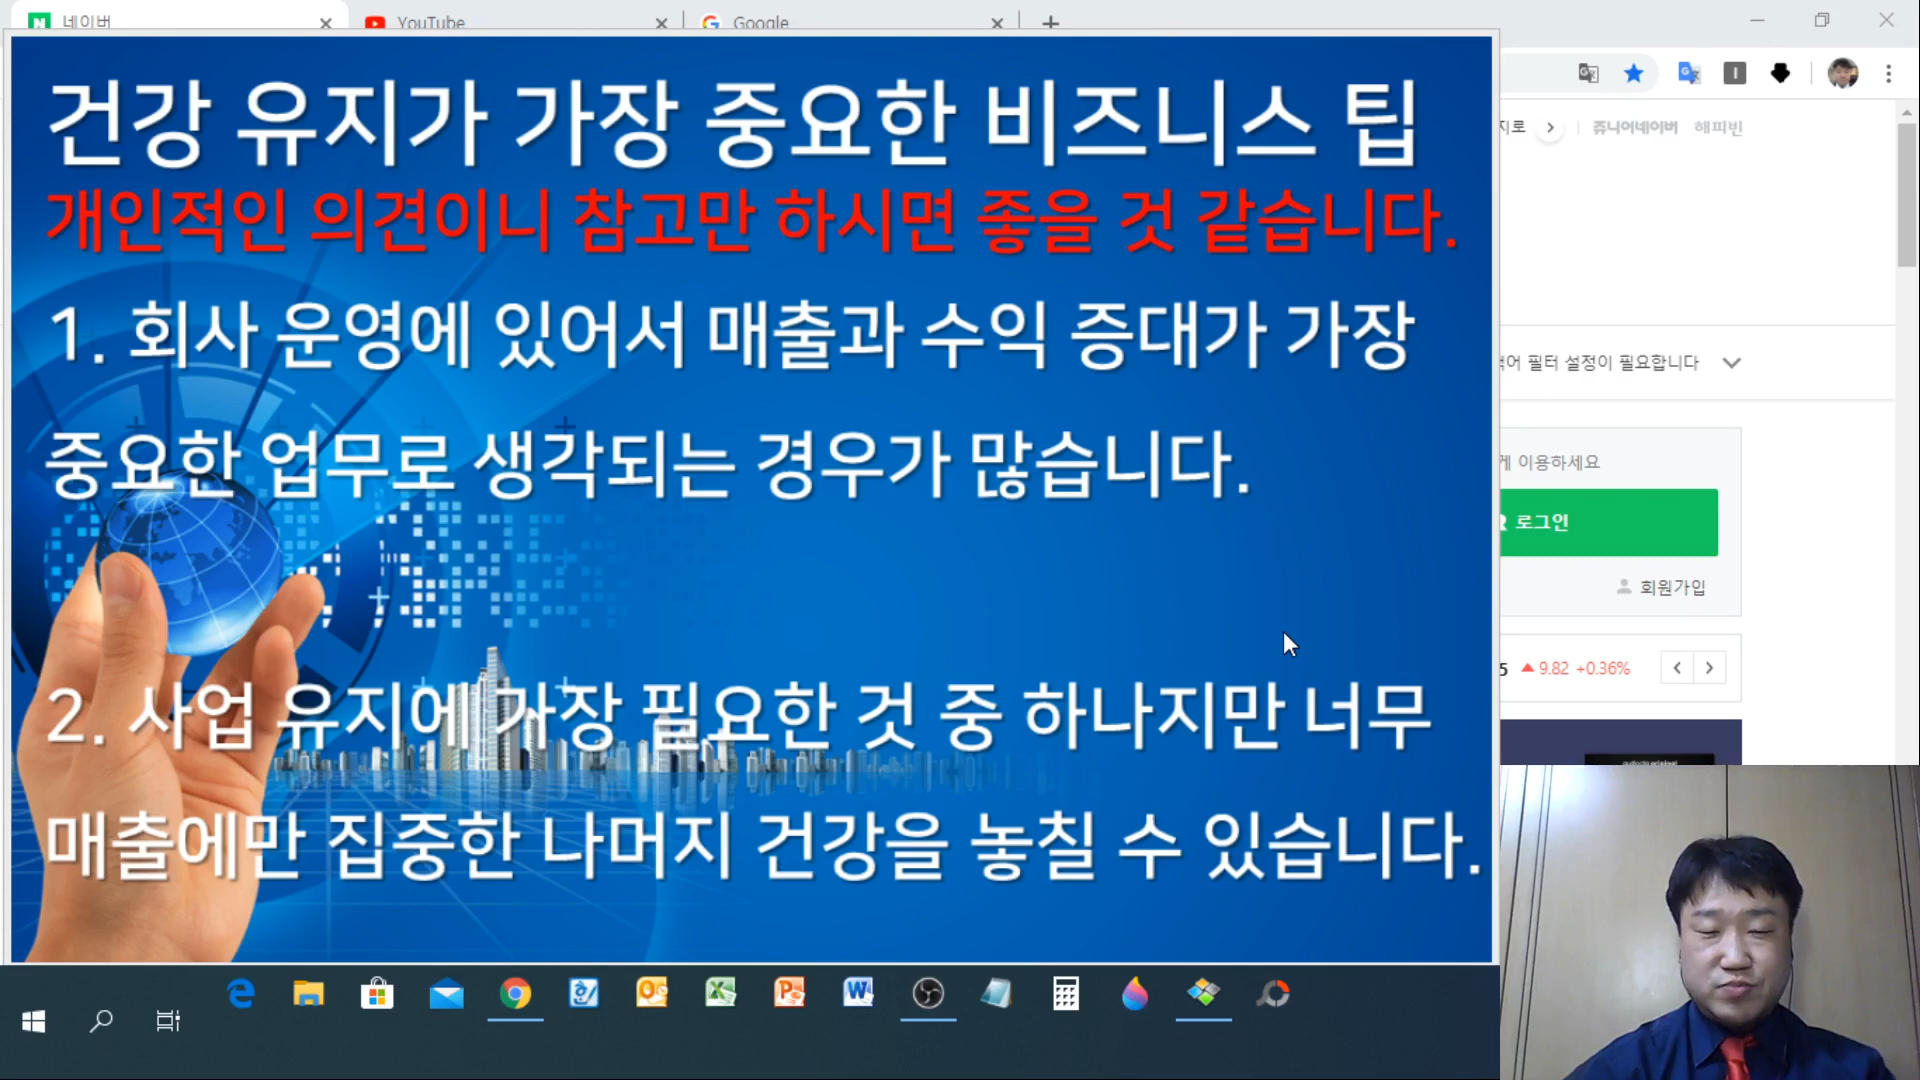 네이버
YouTube
Google
건강 유지가 가장 중요한 비즈니스 팁
개인적인 의견이니 참고만 하시면 좋을 것 같습니다.
1. 회사 운영에 있어서 매출과 수익 증대가 가장
중요한 업무로 생각되는 경우가 많습니다.
2. 사업 유지에 가장 필요한 것 중 하나지만 너무
매출에만 집중한 나머지 건강을 놓칠 수 있습니다.
지로
쥬니어네이버 해피빈
필터 설정이 필요합니다
게 이용하세요
로그인
회원가입
5 ▲ 9.82 +0.36%